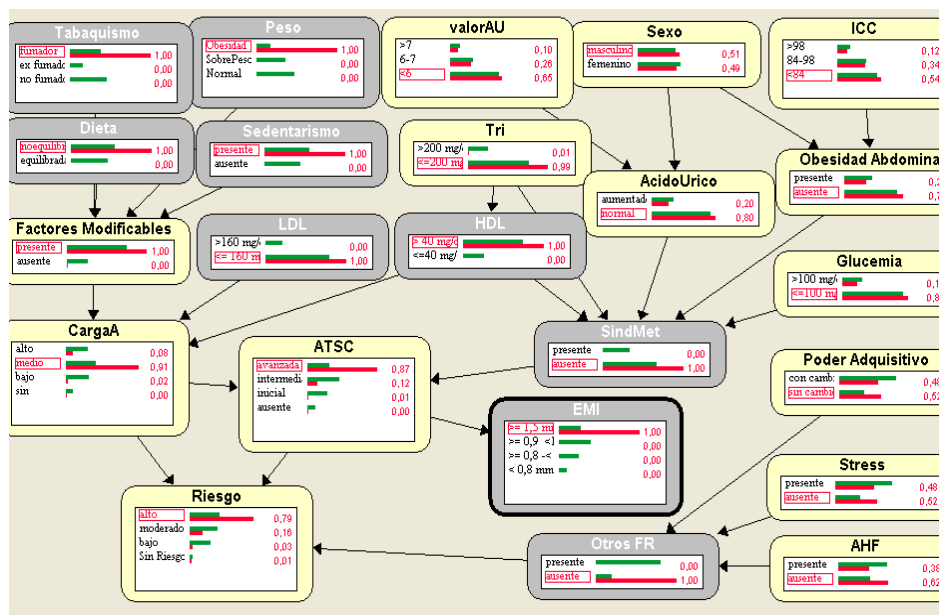 Tabaquismo
fumador 1,00
ex fumado 0,00
no fumado 0,00
Peso
Obesidad 1,00
SobrePeso 0,00
Normal 0,00
valorAU
>7 0,10
6-7 0,26
<6 0,65
Sexo
masculino 0,51
femenino 0,49
ICC
>98 0,12
84-98 0,34
<84 0,54
Dieta
noequilibr 1,00
equilibrada 0,00
Sedentarismo
presente 1,00
ausente 0,00
Tri
>200 mg/ 0,01
<=200 mg 0,99
AcidoUrico
aumentad 0,20
normal 0,80
Obesidad Abdomina
presente 0,2
ausente 0,7
Factores Modificables
presente 1,00
ausente 0,00
LDL
>160 mg/ 0,00
<= 160 m 1,00
HDL
> 40 mg/d 1,00
<=40 mg/ 0,00
Glucemia
>100 mg/ 0,1
<=100 m 0,8
CargaA
alto 0,08
medio 0,91
bajo 0,02
sin 0,00
ATSC
avanzada 0,87
intermedi 0,12
inicial 0,01
ausente 0,00
SindMet
presente 0,00
ausente 1,00
Poder Adquisitivo
con camb 0,48
sin cambi 0,52
EMI
>= 1,5 m 1,00
>= 0,9 <1 0,00
>= 0,8 -< 0,00
< 0,8 mm 0,00
Stress
presente 0,48
ausente 0,52
Riesgo
alto 0,79
moderado 0,16
bajo 0,03
Sin Riesgo 0,01
Otros FR
presente 0,00
ausente 1,00
AHF
presente 0,38
ausente 0,62